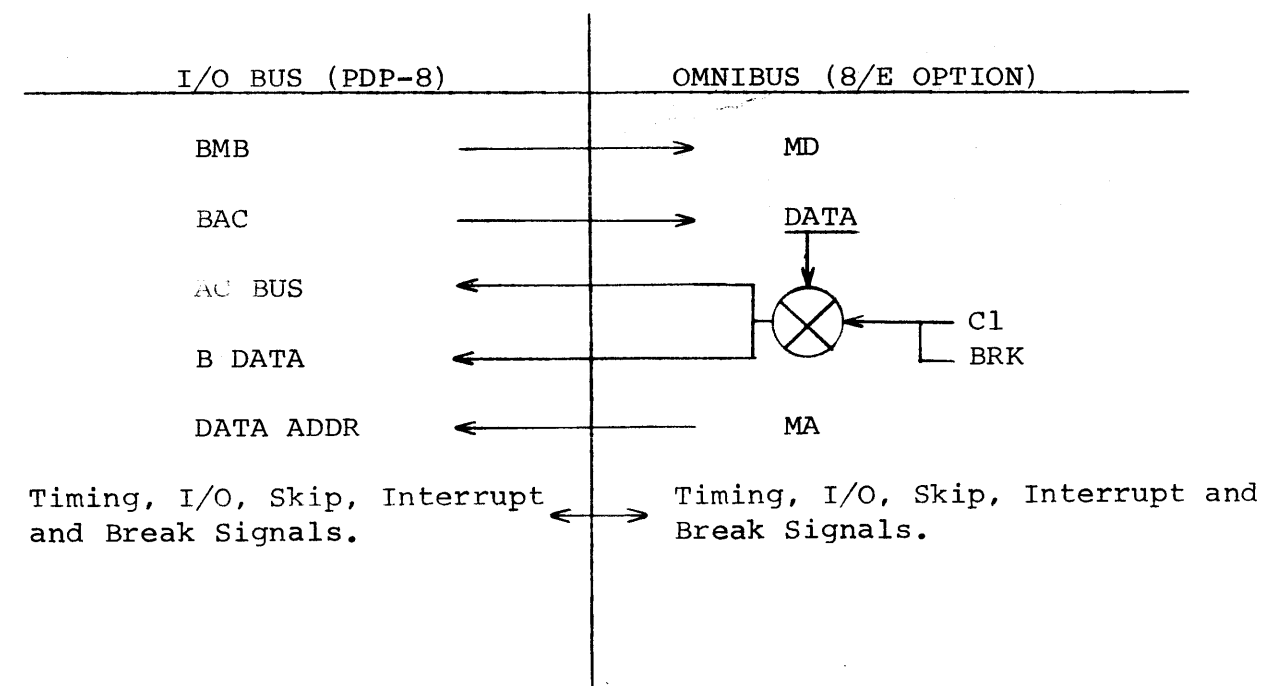 I/O BUS (PDP-8)
OMNIBUS (8/E OPTION)
BMB
MD
BAC
DATA
AC BUS
C1
B DATA
BRK
DATA ADDR
MA
Timing, I/O, Skip, Interrupt
and Break Signals.
Timing, I/O, Skip, Interrupt and
Break Signals.